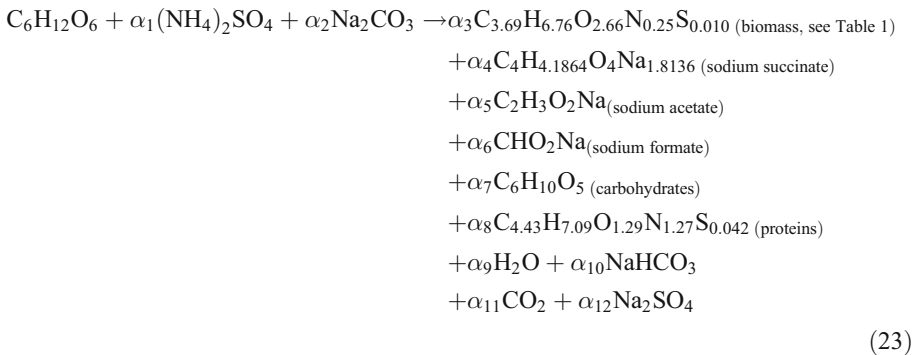 C₆H₁₂O₆ + α₁(NH₄)₂SO₄ + α₂Na₂CO₃ → α₃C₃.₆₉H₆.₇₆O₂.₆₆N₀.₂₅S₀.₀₁₀ (biomass, see Table 1)
+α₄C₄H₄.₁₈₆₄O₄Na₁.₈₁₃₆ (sodium succinate)
+α₅C₂H₃O₂Na(sodium acetate)
+α₆CHO₂Na(sodium formate)
+α₇C₆H₁₀O₅ (carbohydrates)
+α₈C₄.₄₃H₇.₀₉O₁.₂₉N₁.₂₇S₀.₀₄₂ (proteins)
+α₉H₂O + α₁₀NaHCO₃
+α₁₁CO₂ + α₁₂Na₂SO₄
(23)